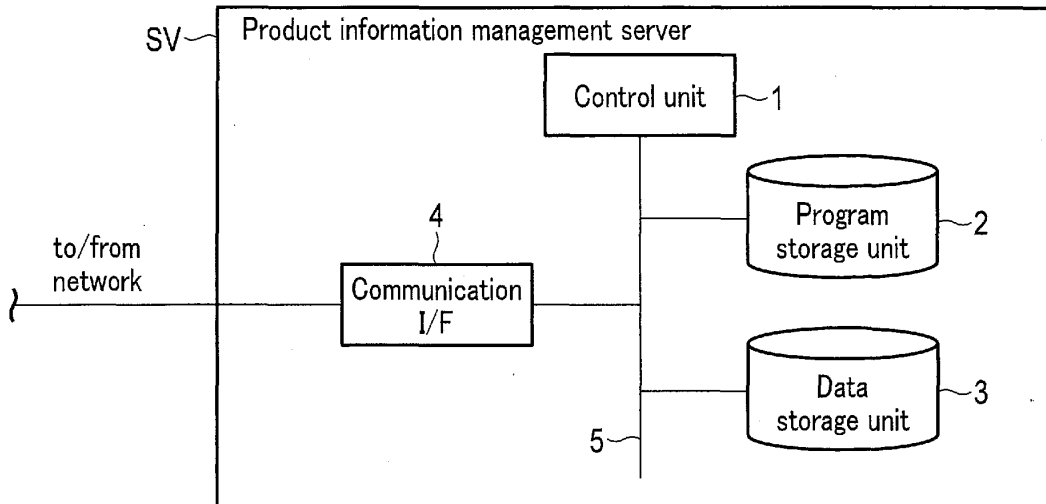 SV
Product information management server
Control unit
1
Program
storage unit
2
4
to/from
network
Communication
I/F
Data
storage unit
3
5